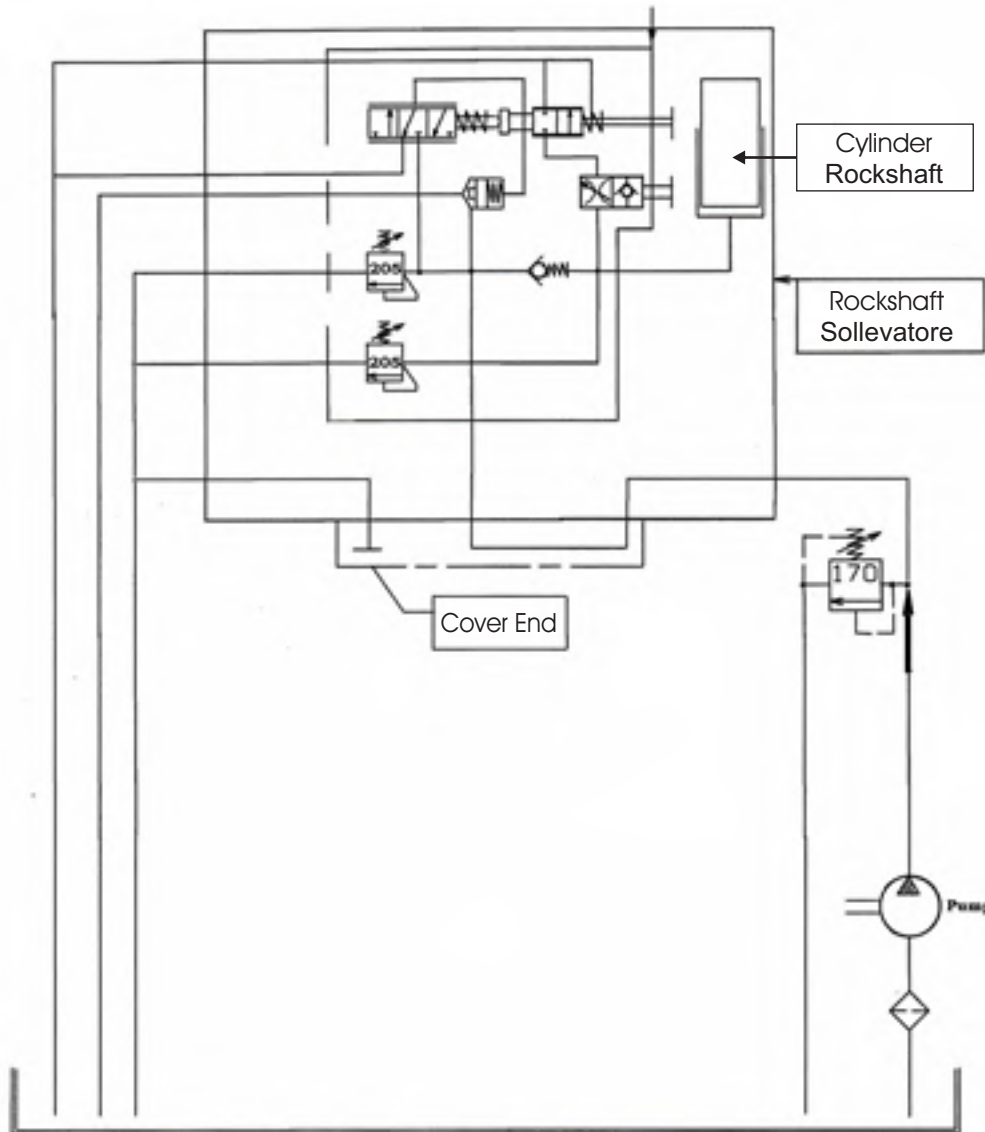 Cylinder
Rockshaft
205
Rockshaft
Sollevatore
205
170
Cover End
Pump